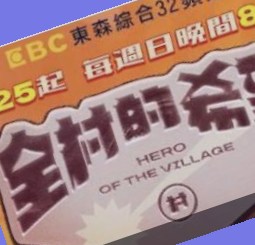 EBC 東森綜合32頻
25起 每週日晚間8
全村的希
HERO
OF THE VILLAGE
H